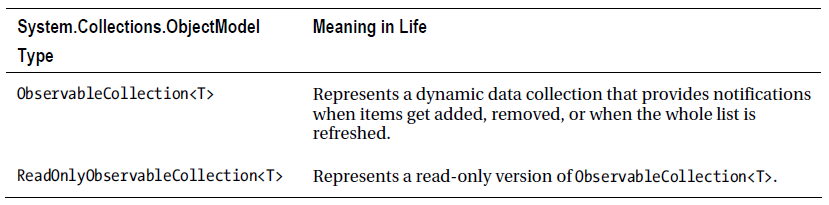 System.Collections.ObjectModel Meaning in Life
Type
ObservableCollection<T> Represents a dynamic data collection that provides notifications
when items get added, removed, or when the whole list is
refreshed.
ReadOnlyObservableCollection<T> Represents a read-only version of ObservableCollection<T>.